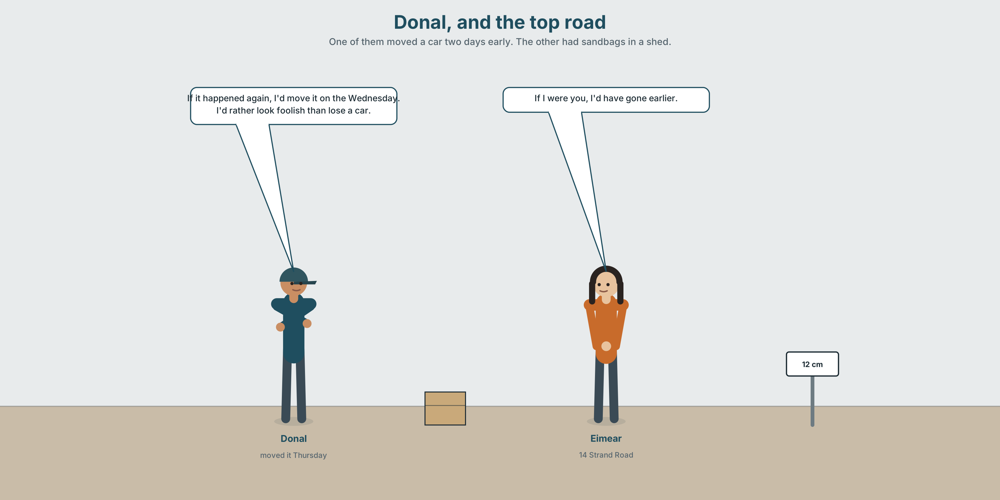 Donal, and the top road
One of them moved a car two days early. The other had sandbags in a shed.
If it happened again, I'd move it on the Wednesday.
I'd rather look foolish than lose a car.
If I were you, I'd have gone earlier.
12 cm
Donal
moved it Thursday
Eimear
14 Strand Road